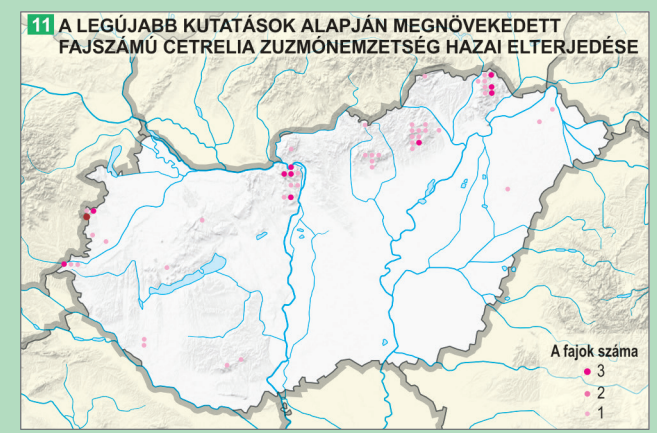 11 A LEGÚJABB KUTATÁSOK ALAPJÁN MEGNÖVEKEDETT
FAJSZÁMÚ CETRELIA ZUZMÓNEMZETSÉG HAZAI ELTERJEDÉSE
A fajok száma
3
2
1